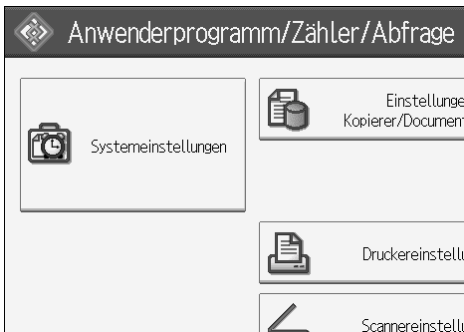 Anwenderprogramm/Zähler/Abfrage
Systemeinstellungen
Einstellunge
Kopierer/Document
Druckereinstellu
Scannereinstellu